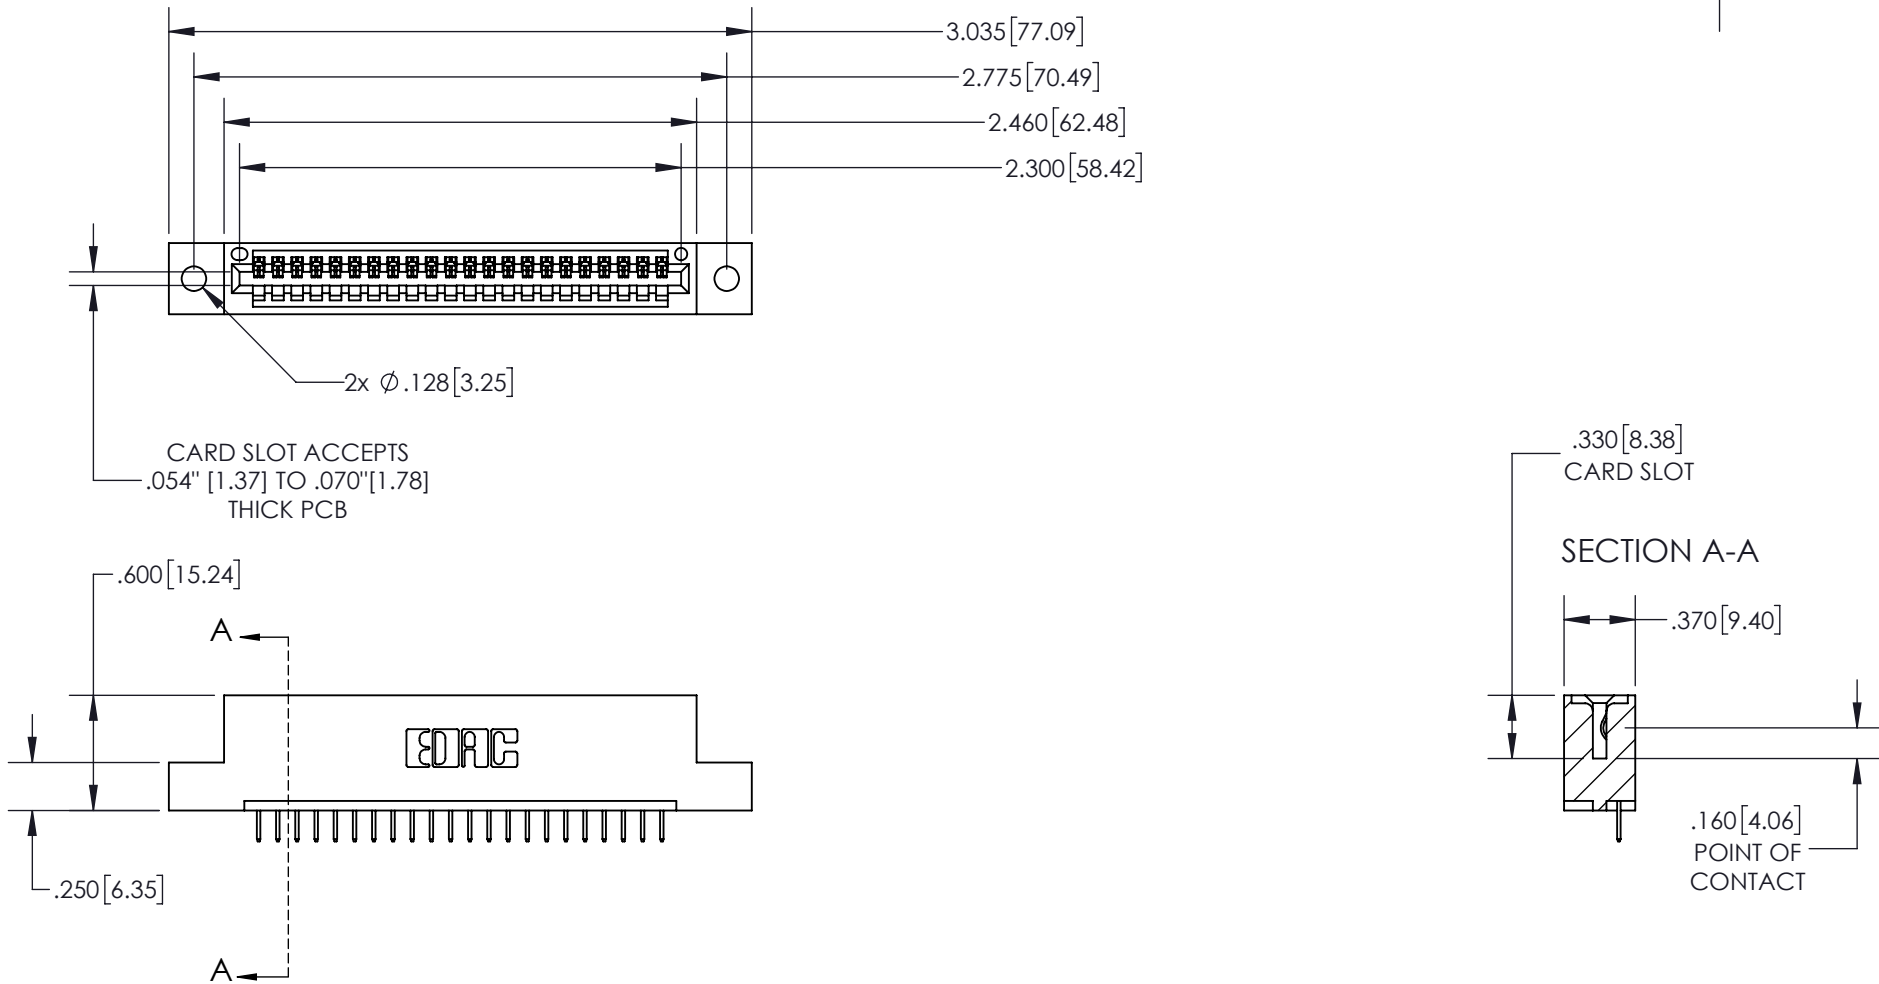 3.035[77.09]
2.775[70.49]
2.460[62.48]
2.300[58.42]
2x ⌀.128[3.25]
CARD SLOT ACCEPTS
.054" [1.37] TO .070"[1.78]
THICK PCB
.330[8.38]
CARD SLOT
SECTION A-A
.600[15.24]
.370[9.40]
A
EDAC
.160[4.06]
POINT OF
CONTACT
.250[6.35]
A